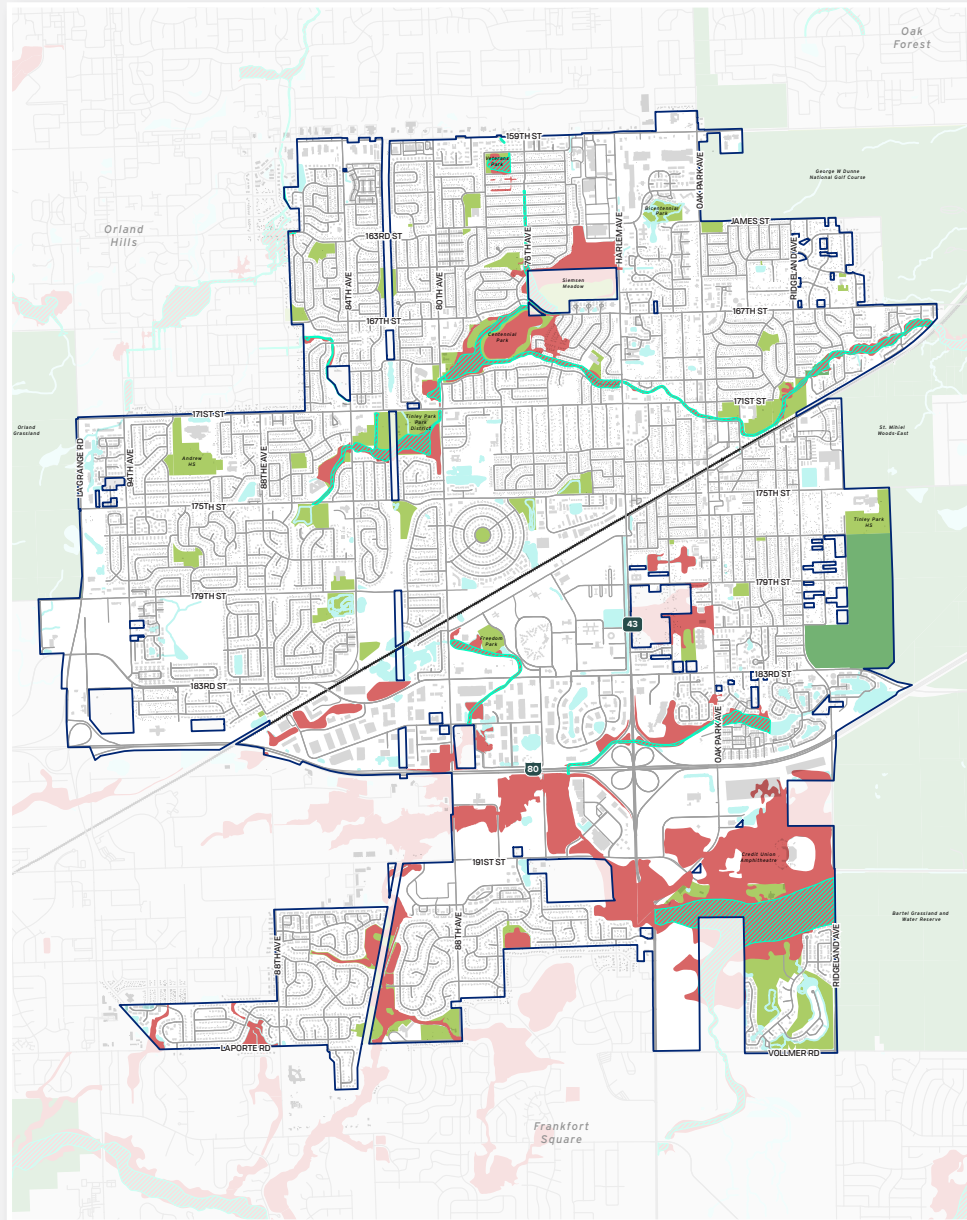 Oak
Forest
159TH ST
Veterans
Park
OAK PARK AVE
George W Dunne
National Golf Course
Bicentennial
Park
JAMES ST
Orland
Hills
163RD ST
76TH AVE
HARLEM AVE
RIDGELAND AVE
84TH AVE
80TH AVE
Siemsen
Meadow
167TH ST
167TH ST
Centennial
Park
171ST ST
171ST ST
Tinley Park
Park
District
Orland
Grassland
St. Mihiel
Woods-East
LA GRANGE RD
94TH AVE
Andrew
HS
88THE AVE
175TH ST
175TH ST
Tinley Park
HS
179TH ST
179TH ST
43
Freedom
Park
183RD ST
183RD ST
OAK PARK AVE
80
191ST ST
Credit Union
Amphitheatre
Bartel Grassland and
Water Reserve
88TH AVE
88TH AVE
RIDGELAND AVE
LAPORTE RD
VOLLMER RD
Frankfort
Square